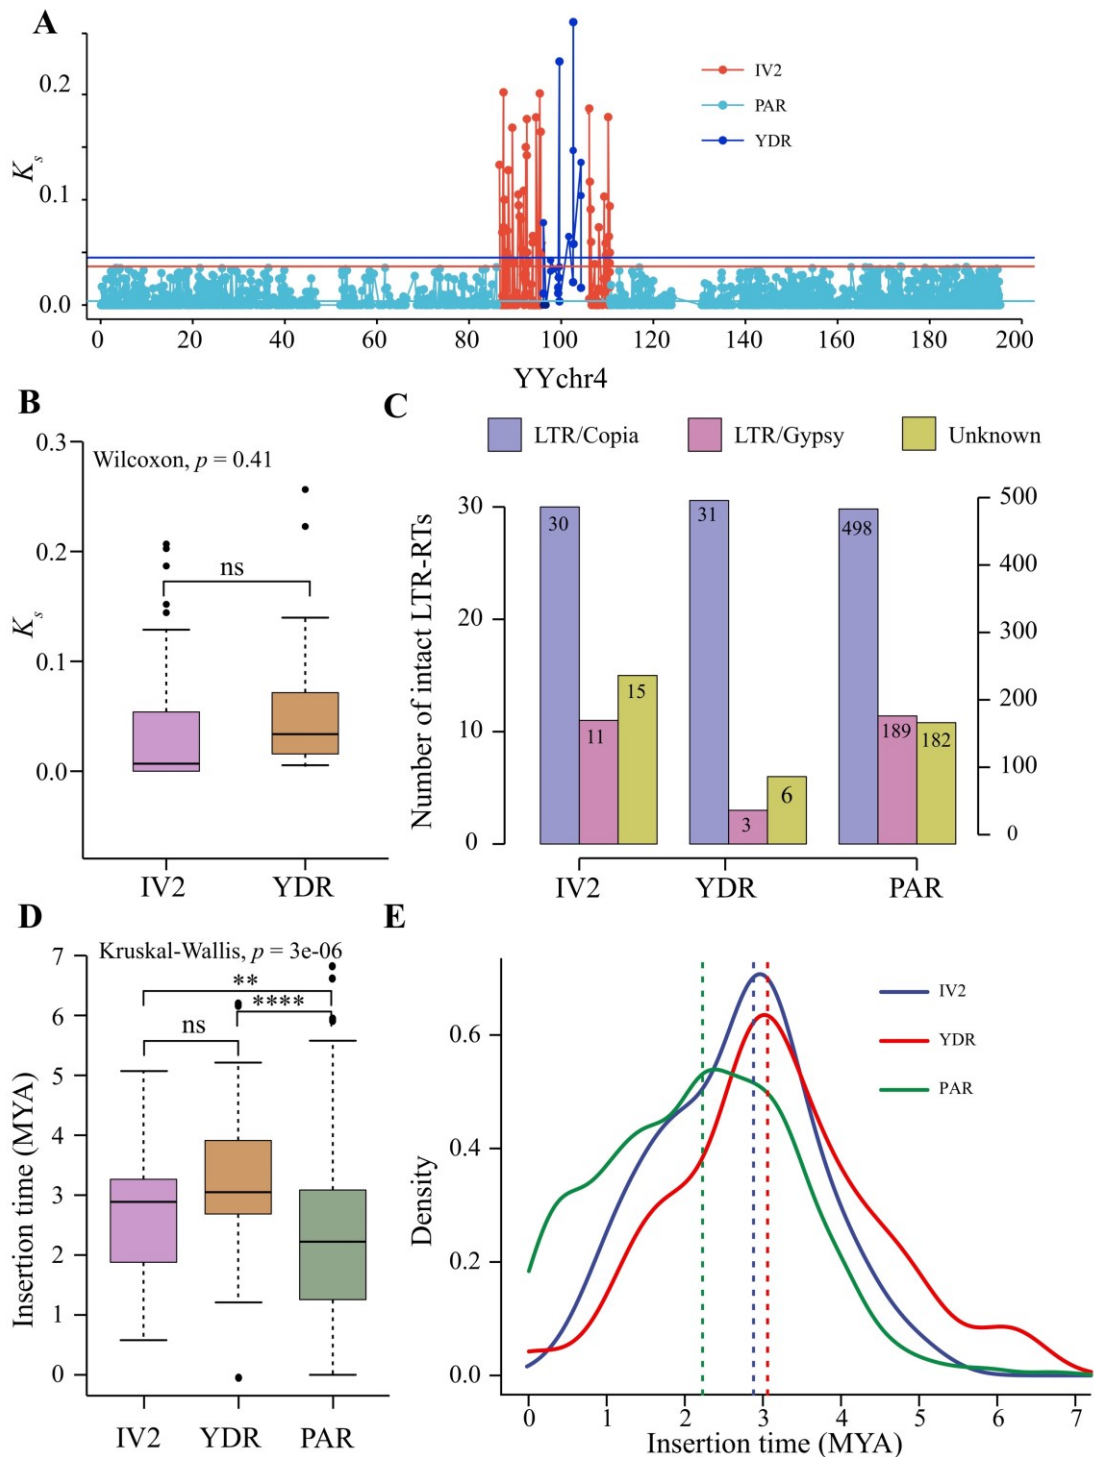 A
K_s
0.2
0.1
0.0
IV2
PAR
YDR
0 20 40 60 80 100 120 140 160 180 200
YYchr4
B
K_s
0.3
0.2
0.1
0.0
Wilcoxon, p = 0.41
ns
IV2 YDR
C
LTR/Copia LTR/Gypsy Unknown
Number of intact LTR-RTs
30
20
10
0
30 11 15
31 3 6
498 189 182
500
400
300
200
100
0
IV2 YDR PAR
D
Kruskal-Wallis, p = 3e-06
Insertion time (MYA)
7
6
5
4
3
2
1
0
**
****
ns
IV2 YDR PAR
E
Density
0.6
0.4
0.2
0.0
IV2
YDR
PAR
0 1 2 3 4 5 6 7
Insertion time (MYA)